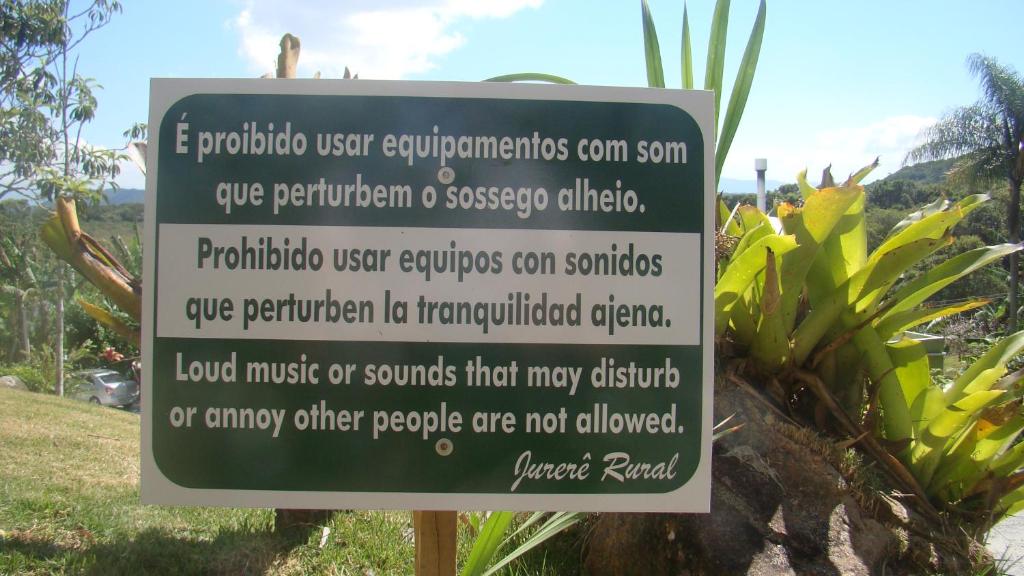 É proibido usar equipamentos com som
que perturbem o sossego alheio.
Prohibido usar equipos con sonidos
que perturben la tranquilidad ajena.
Loud music or sounds that may disturb
or annoy other people are not allowed.
Jurerê Rural